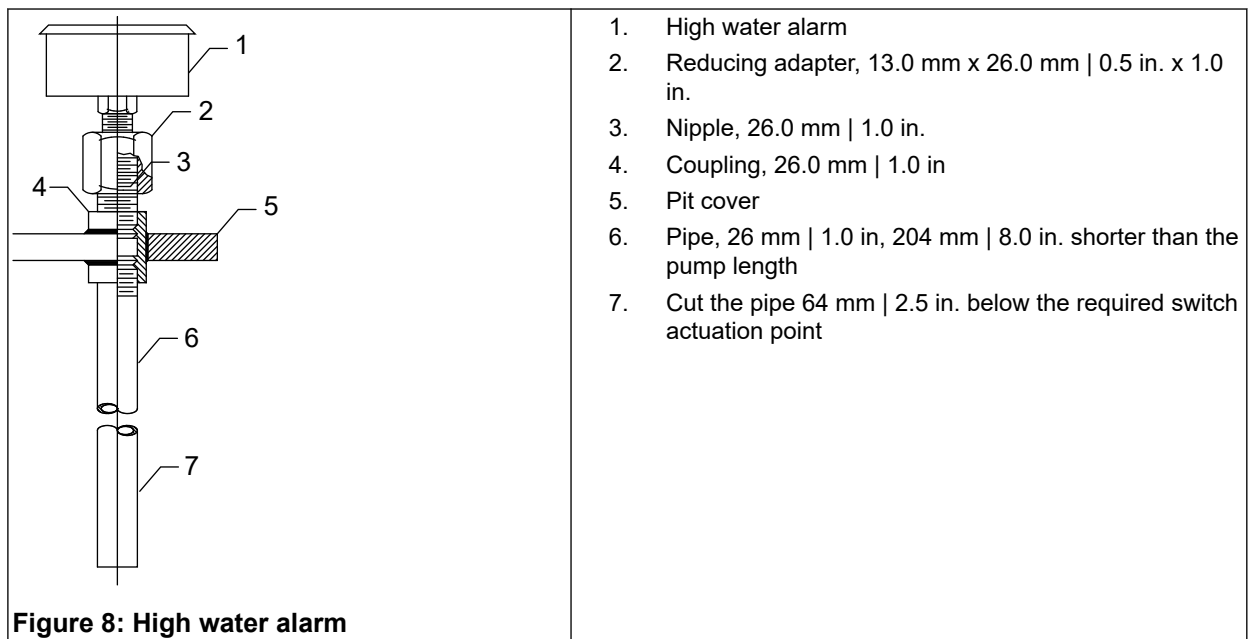 1
2
3
4
5
6
7
Figure 8: High water alarm
1. High water alarm
2. Reducing adapter, 13.0 mm x 26.0 mm | 0.5 in. x 1.0
in.
3. Nipple, 26.0 mm | 1.0 in.
4. Coupling, 26.0 mm | 1.0 in
5. Pit cover
6. Pipe, 26 mm | 1.0 in, 204 mm | 8.0 in. shorter than the
pump length
7. Cut the pipe 64 mm | 2.5 in. below the required switch
actuation point